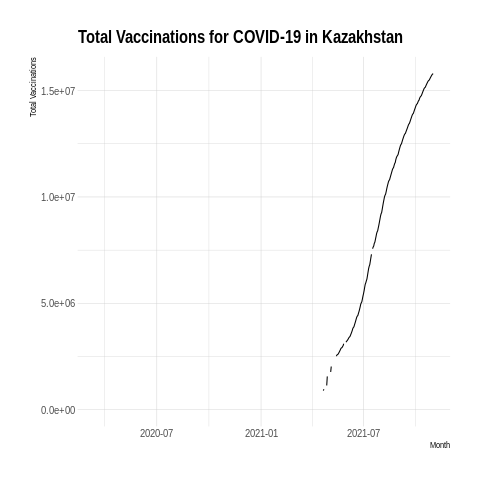 Total Vaccinations for COVID-19 in Kazakhstan
Total Vaccinations
1.5e+07
1.0e+07
5.0e+06
0.0e+00
2020-07 2021-01 2021-07
Month